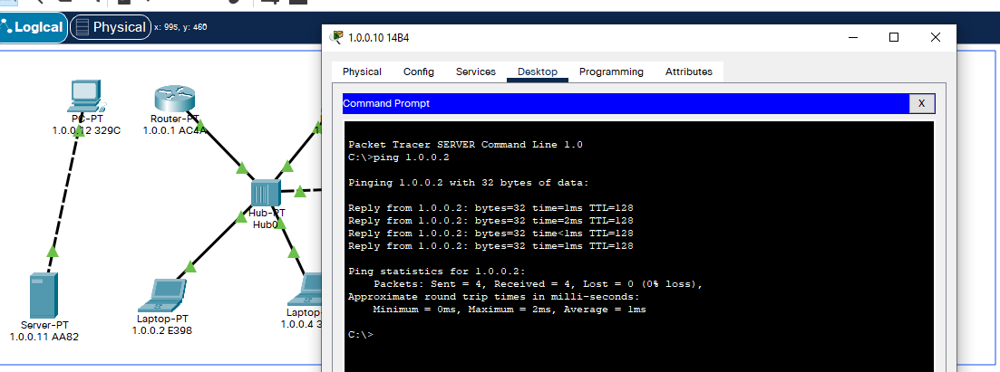 Logical
Physical
x: 995, y: 460
1.0.0.10 14B4
Physical
Config
Services
Desktop
Programming
Attributes
Command Prompt
X
Packet Tracer SERVER Command Line 1.0
C:\>ping 1.0.0.2
Pinging 1.0.0.2 with 32 bytes of data:
Reply from 1.0.0.2: bytes=32 time=1ms TTL=128
Reply from 1.0.0.2: bytes=32 time=2ms TTL=128
Reply from 1.0.0.2: bytes=32 time<1ms TTL=128
Reply from 1.0.0.2: bytes=32 time=1ms TTL=128
Ping statistics for 1.0.0.2:
Packets: Sent = 4, Received = 4, Lost = 0 (0% loss),
Approximate round trip times in milli-seconds:
Minimum = 0ms, Maximum = 2ms, Average = 1ms
C:\>
PC-PT
1.0.0.12 329C
Router-PT
1.0.0.1 AC4A
Hub-PT
Hub0
Server-PT
1.0.0.11 AA82
Laptop-PT
1.0.0.2 E398
Laptop-
1.0.0.4 3